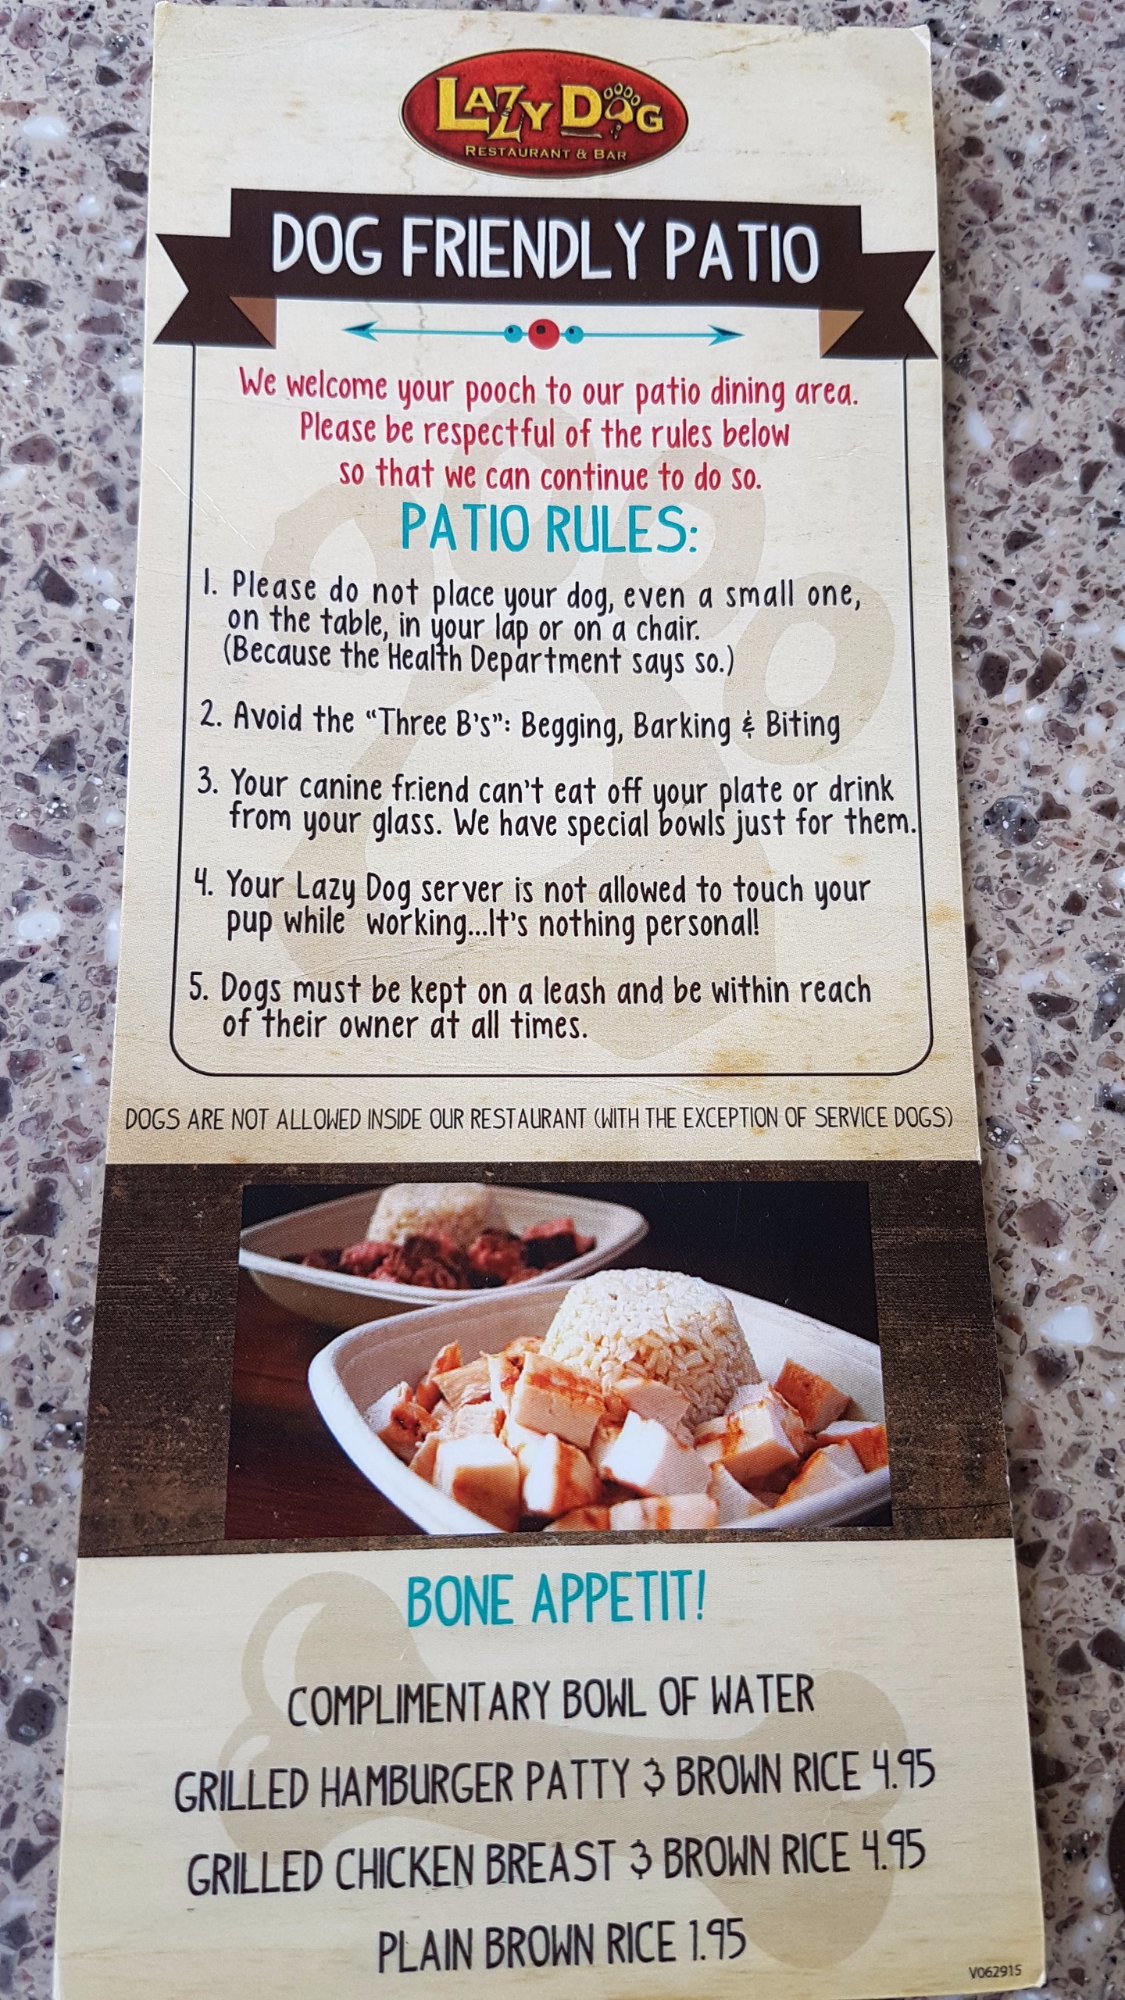 LAZY DOG
RESTAURANT & BAR
DOG FRIENDLY PATIO
We welcome your pooch to our patio dining area.
Please be respectful of the rules below
so that we can continue to do so.
PATIO RULES:
1. Please do not place your dog, even a small one,
on the table, in your lap or on a chair.
(Because the Health Department says so.)
2. Avoid the “Three B's”: Begging, Barking & Biting
3. Your canine friend can't eat off your plate or drink
from your glass. We have special bowls just for them.
4. Your Lazy Dog server is not allowed to touch your
pup while working...It's nothing personal!
5. Dogs must be kept on a leash and be within reach
of their owner at all times.
DOGS ARE NOT ALLOWED INSIDE OUR RESTAURANT (WITH THE EXCEPTION OF SERVICE DOGS)
BONE APPETIT!
COMPLIMENTARY BOWL OF WATER
GRILLED HAMBURGER PATTY & BROWN RICE 4.95
GRILLED CHICKEN BREAST & BROWN RICE 4.95
PLAIN BROWN RICE 1.95
V062915